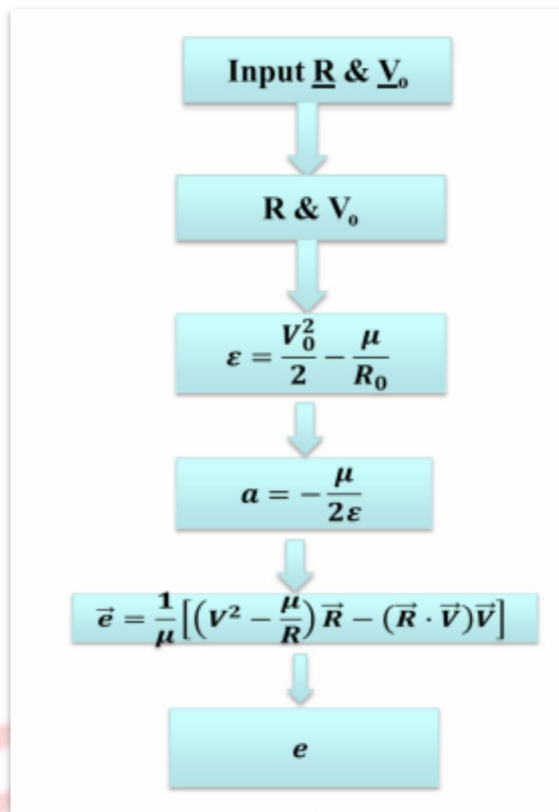 Input R & V₀
R & V₀
ε = V₀²/2 − μ/R₀
a = − μ/2ε
e⃗ = 1/μ [(V² − μ/R) R⃗ − (R⃗ · V⃗)V⃗]
e